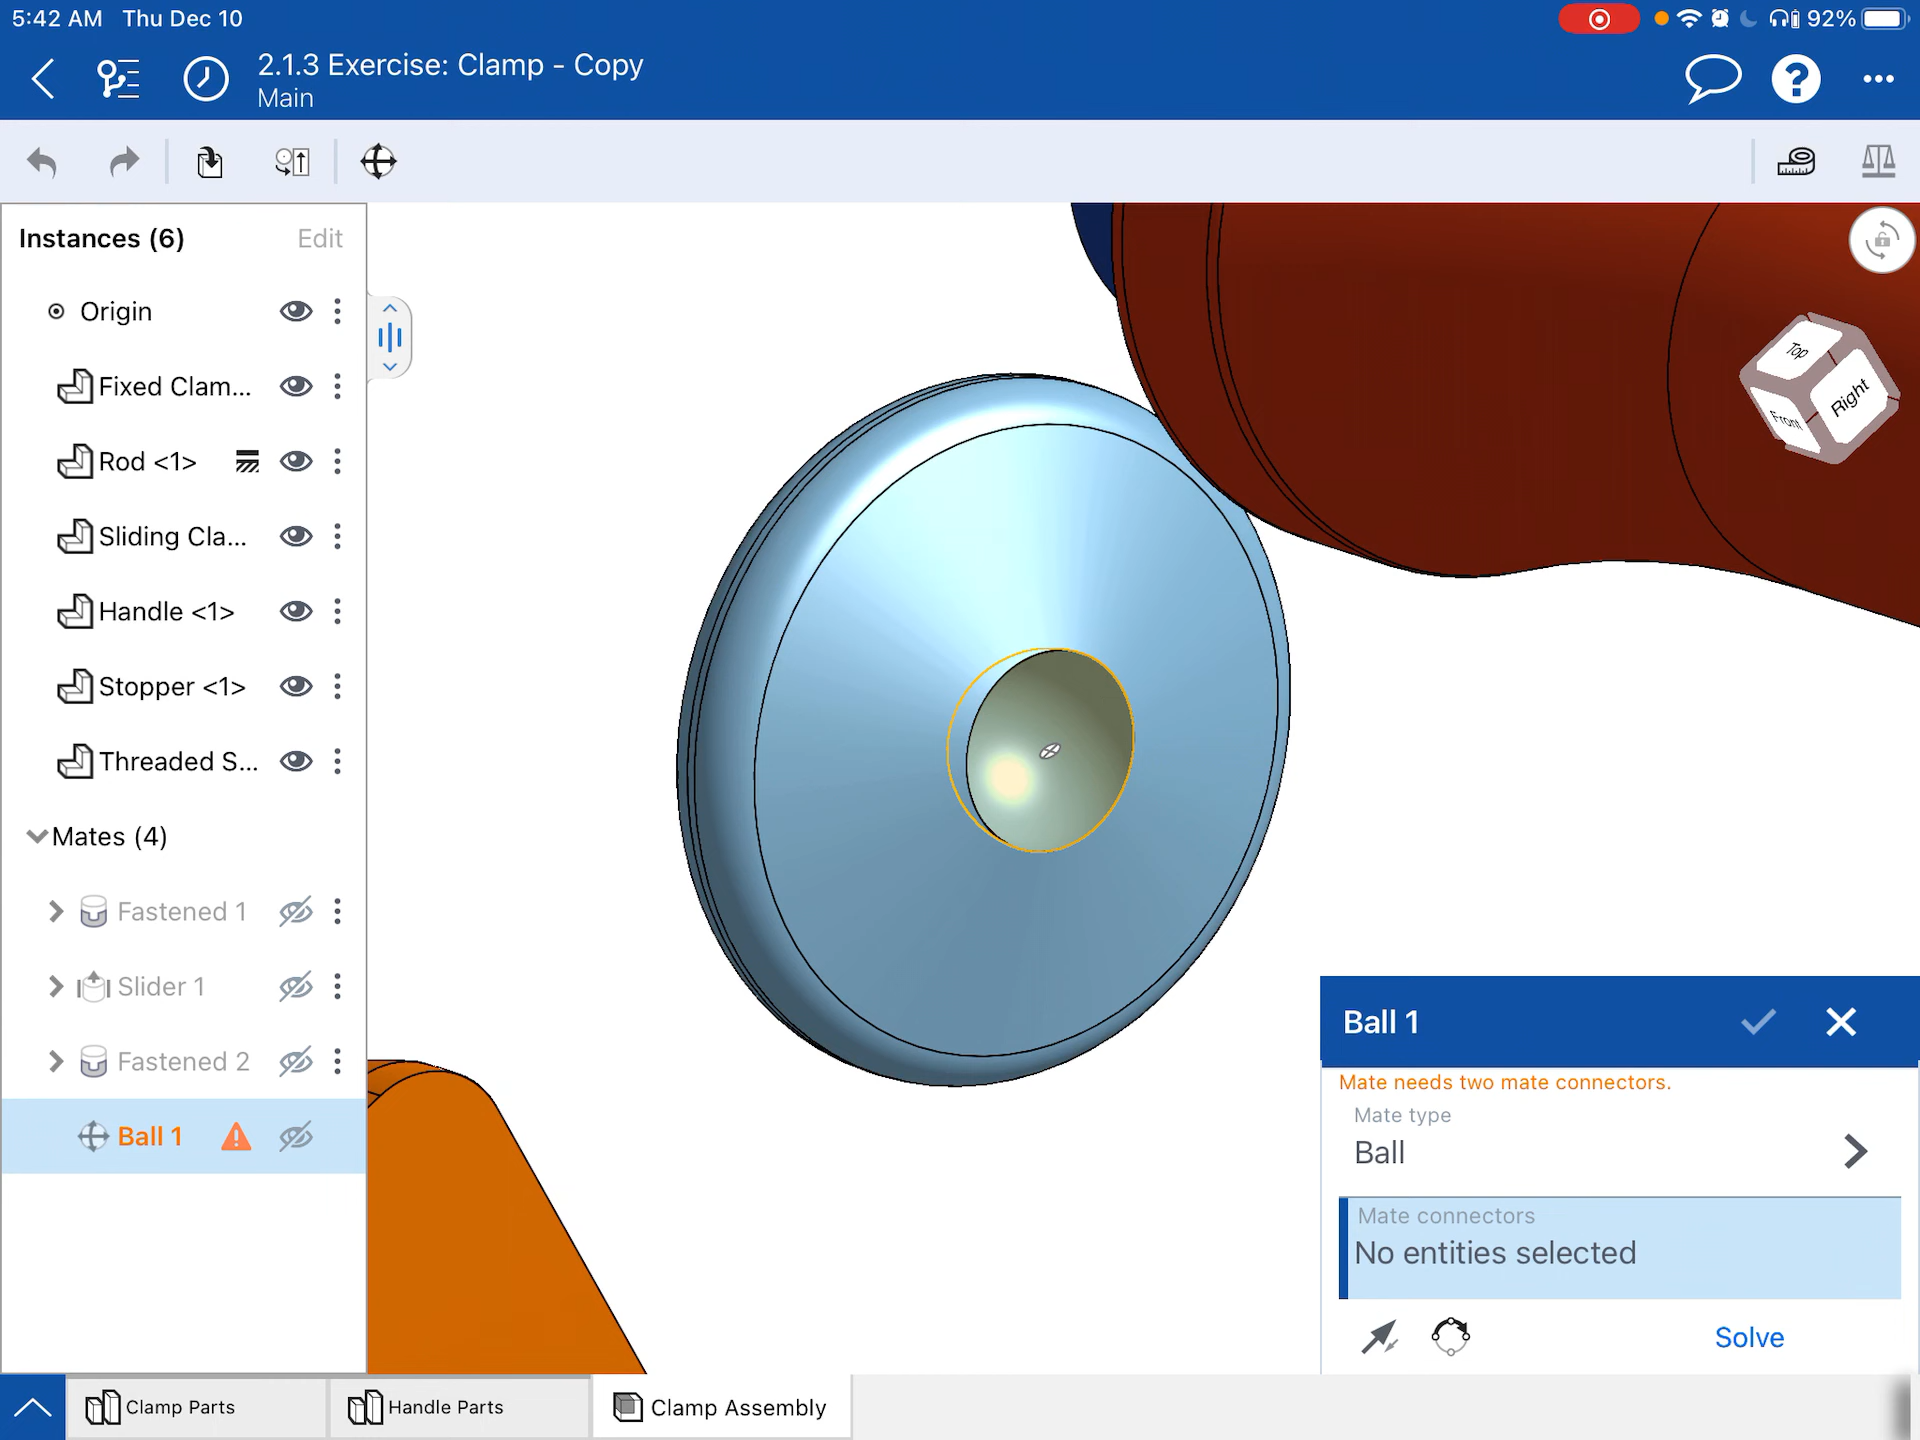 5:42 AM Thu Dec 10
92%
2.1.3 Exercise: Clamp - Copy
Main
Instances (6)
Edit
Origin
Fixed Clam...
Rod <1>
Sliding Cla...
Handle <1>
Stopper <1>
Threaded S...
Mates (4)
Fastened 1
Slider 1
Fastened 2
Ball 1
Top
Front
Right
Ball 1
Mate needs two mate connectors.
Mate type
Ball
Mate connectors
No entities selected
Solve
Clamp Parts
Handle Parts
Clamp Assembly